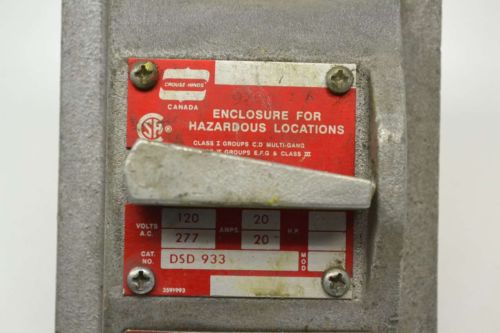 CROUSE-HINDS
CANADA
ENCLOSURE FOR
HAZARDOUS LOCATIONS
CLASS I GROUPS C,D MULTI-GANG
GROUPS E,F,G & CLASS III
VOLTS A.C. 120 AMPS 20 H.P.
277 20
CAT. NO. DSD 933 MOD
3591993